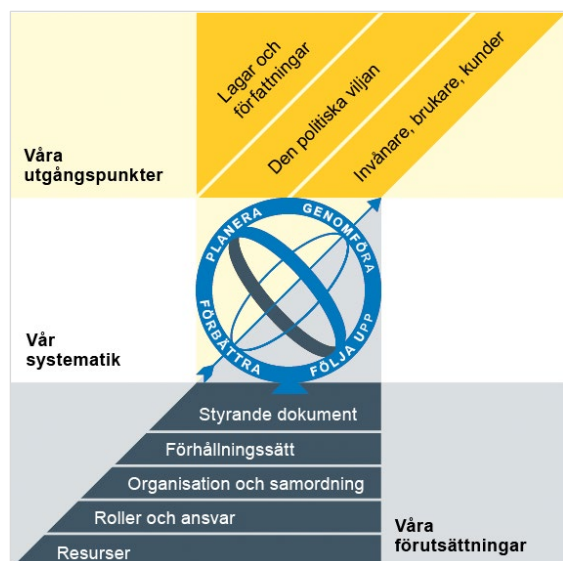 Lagar och
författningar
Den politiska viljan
Invånare, brukare, kunder
Våra
utgångspunkter
PLANERA
GENOMFÖRA
FÖRBÄTTRA
FÖLJA UPP
Vår
systematik
Styrande dokument
Förhållningssätt
Organisation och samordning
Roller och ansvar
Resurser
Våra
förutsättningar